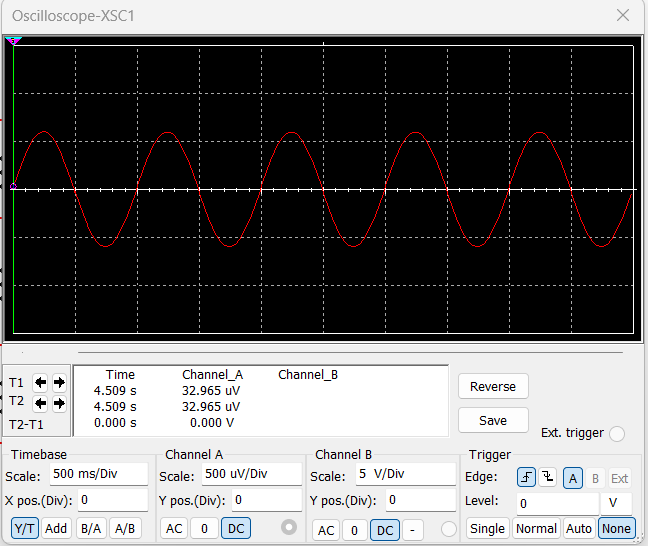 Oscilloscope-XSC1
Time Channel_A Channel_B
T1 4.509 s 32.965 uV
T2 4.509 s 32.965 uV
T2-T1 0.000 s 0.000 V
Reverse
Save
Ext. trigger
Timebase
Scale: 500 ms/Div
X pos.(Div): 0
Y/T Add B/A A/B
Channel A
Scale: 500 uV/Div
Y pos.(Div): 0
AC 0 DC
Channel B
Scale: 5 V/Div
Y pos.(Div): 0
AC 0 DC -
Trigger
Edge: A B Ext
Level: 0 V
Single Normal Auto None